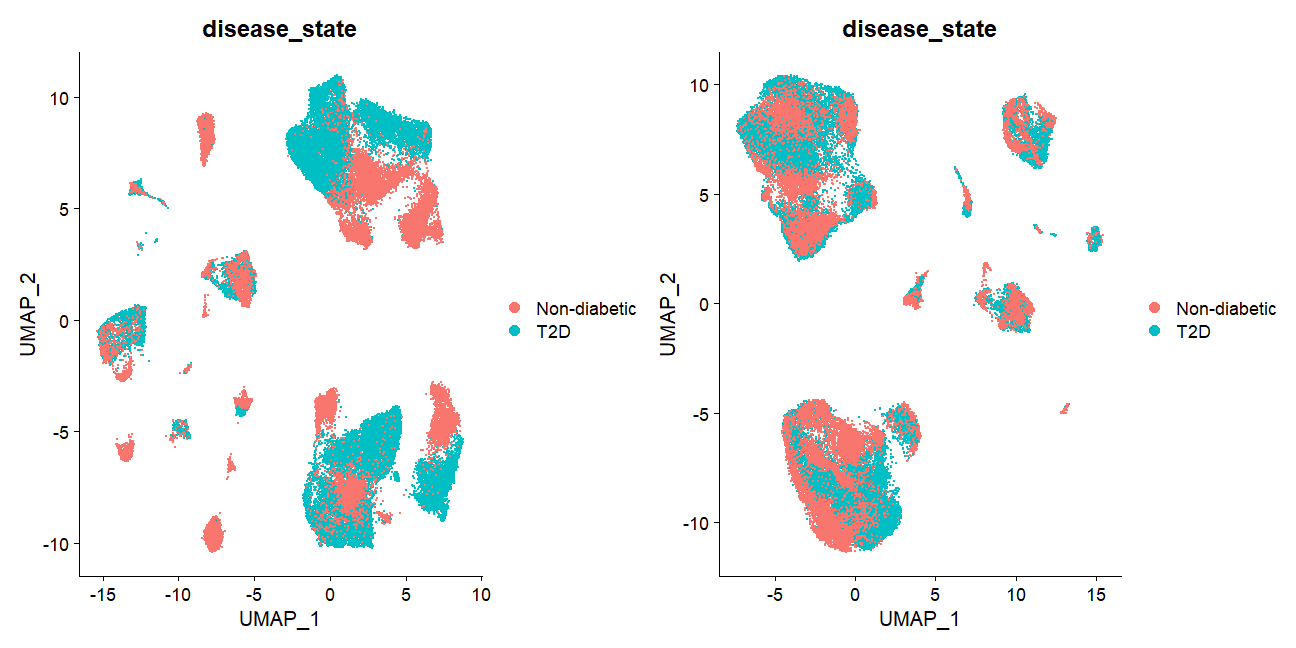 disease_state
10
5
0
-5
-10
UMAP_2
-15
-10
-5
0
5
10
UMAP_1
Non-diabetic
T2D
disease_state
10
5
0
-5
-10
UMAP_2
-5
0
5
10
15
UMAP_1
Non-diabetic
T2D